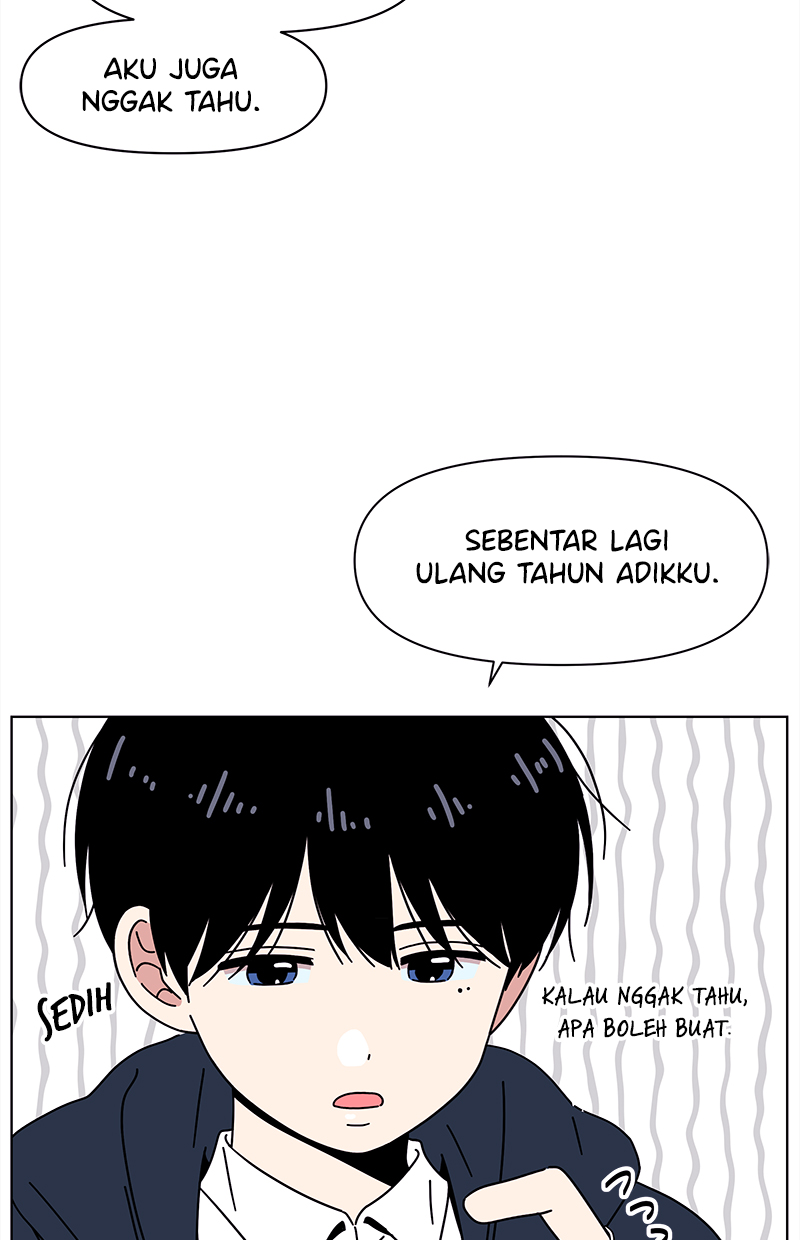 AKU JUGA
NGGAK TAHU.
SEBENTAR LAGI
ULANG TAHUN ADIKKU.
SEDIH
KALAU NGGAK TAHU,
APA BOLEH BUAT.